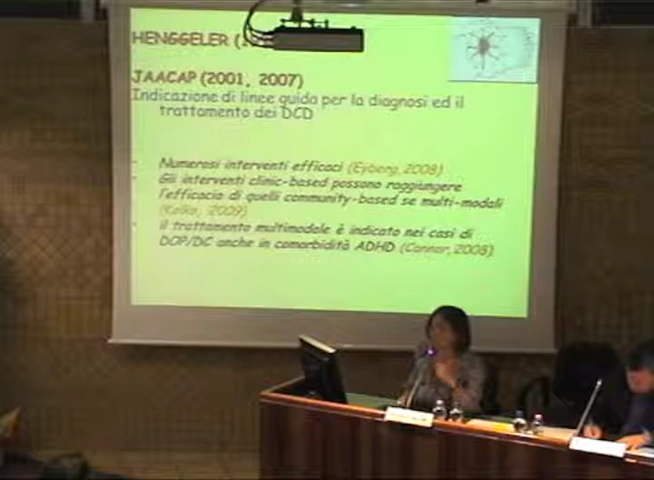 HENGGELER
JAACAP (2001, 2007)
Indicazione di linee guida per la diagnosi ed il
trattamento dei DCD
- Numerosi interventi efficaci (Eyberg, 2008)
- Gli interventi clinic-based possono raggiungere
l'efficacia di quelli community-based se multi-modali
(Kolko, 2009)
- il trattamento multimodale è indicato nei casi di
DOP/DC anche in comorbidità ADHD (Connor, 2008)